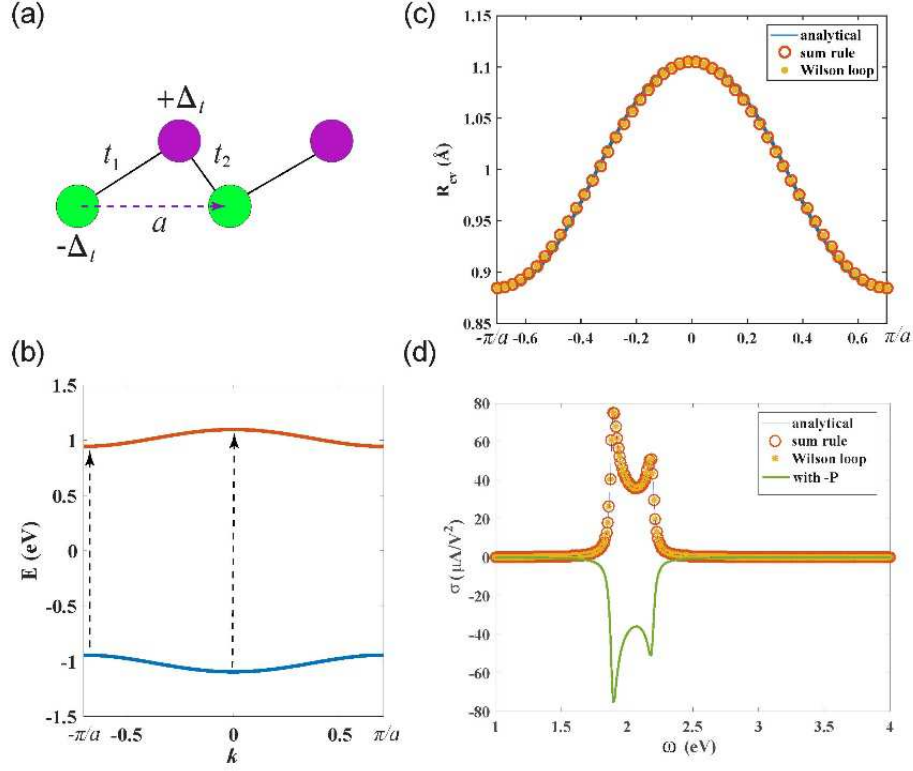 (a)
+Δt
t1
t2
a
-Δt
(b)
1.5
1
0.5
0
-0.5
-1
-1.5
E (eV)
-π/a
-0.5
0
0.5
π/a
k
(c)
analytical
sum rule
Wilson loop
1.15
1.1
1.05
1
0.95
0.9
0.85
Rcv (Å)
-π/a
-0.6
-0.4
-0.2
0
0.2
0.4
0.6
π/a
(d)
analytical
sum rule
Wilson loop
with -P
80
60
40
20
0
-20
-40
-60
-80
σ (μA/V²)
1
1.5
2
2.5
3
3.5
4
ω (eV)